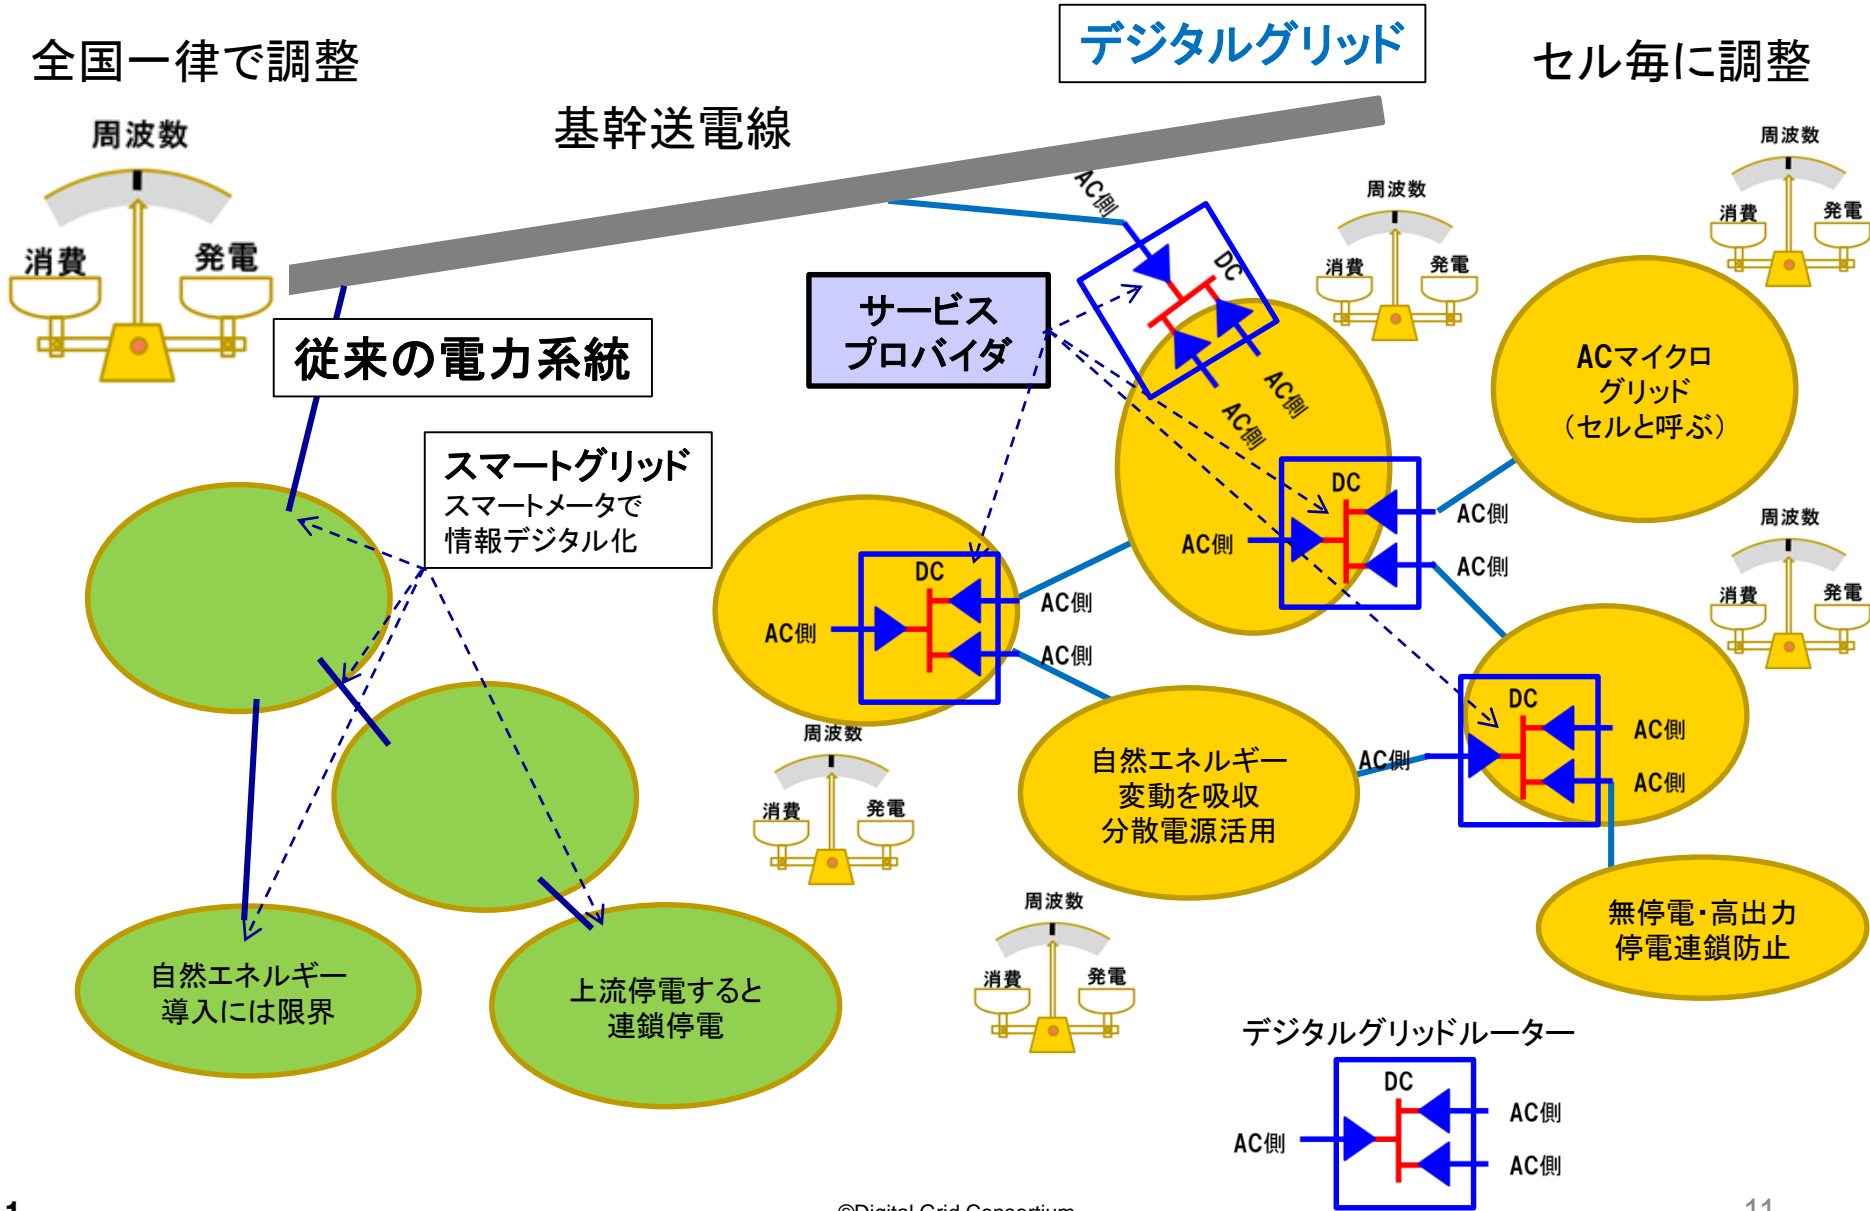 デジタルグリッド
全国一律で調整
セル毎に調整
基幹送電線
周波数
消費
発電
周波数
消費
発電
周波数
消費
発電
AC側
DC
AC側
AC側
サービス
プロバイダ
従来の電力系統
ACマイクロ
グリッド
（セルと呼ぶ）
スマートグリッド
スマートメータで
情報デジタル化
DC
AC側
AC側
AC側
周波数
消費
発電
DC
AC側
AC側
AC側
DC
AC側
AC側
AC側
周波数
消費
発電
自然エネルギー
変動を吸収
分散電源活用
周波数
消費
発電
無停電・高出力
停電連鎖防止
自然エネルギー
導入には限界
上流停電すると
連鎖停電
デジタルグリッドルーター
DC
AC側
AC側
AC側
1
©Digital Grid Consortium
11